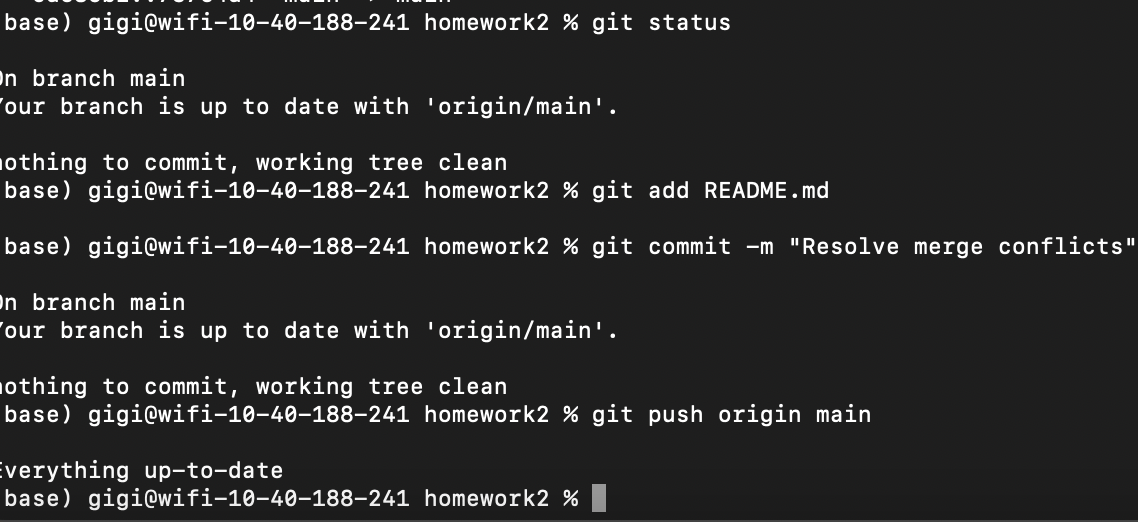 base) gigi@wifi-10-40-188-241 homework2 % git status
On branch main
Your branch is up to date with 'origin/main'.
nothing to commit, working tree clean
base) gigi@wifi-10-40-188-241 homework2 % git add README.md
base) gigi@wifi-10-40-188-241 homework2 % git commit -m "Resolve merge conflicts"
On branch main
Your branch is up to date with 'origin/main'.
nothing to commit, working tree clean
base) gigi@wifi-10-40-188-241 homework2 % git push origin main
Everything up-to-date
base) gigi@wifi-10-40-188-241 homework2 %